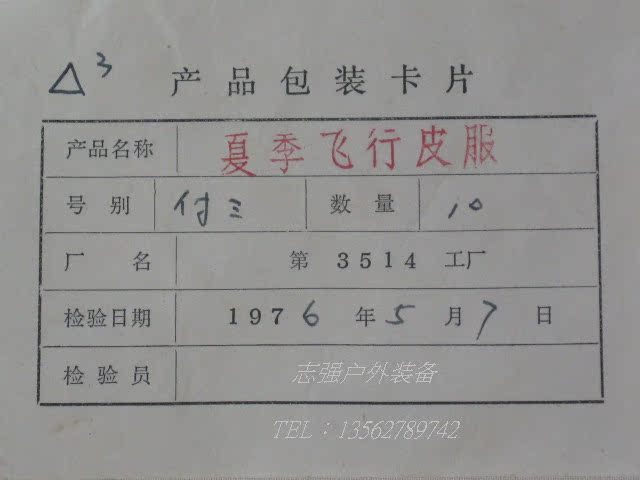 △3 产品包装卡片
产品名称 夏季飞行皮服
号别 付三 数量 10
厂名 第3514工厂
检验日期 1976年5月7日
检验员 志强户外装备
TEL：13562789742